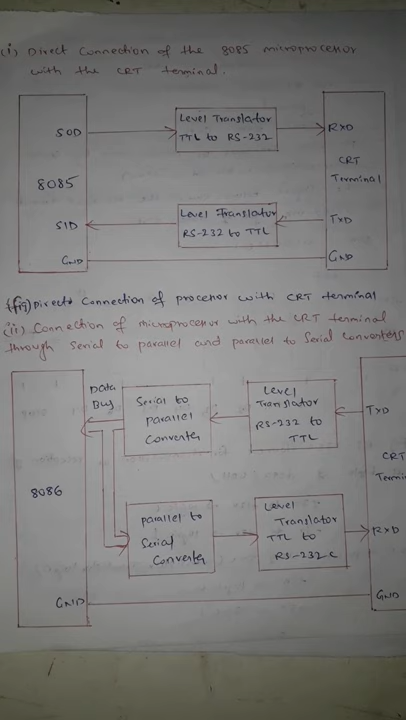 (i) Direct connection of the 8085 microprocessor
with the CRT terminal.
SOD
Level Translator
TTL to RS-232
RXD
8085
CRT
Terminal
SID
Level Translator
RS-232 to TTL
TXD
GND
GND
(fig) Direct Connection of processor with CRT terminal
(ii) Connection of microprocessor with the CRT terminal
through Serial to parallel and parallel to Serial Converters
Data
Bus
Serial to
parallel
Converter
Level
Translator
RS-232 to
TTL
TXD
8086
CRT
Termin
parallel to
Serial
Converter
Level
Translator
TTL to
RS-232C
RXD
GND
GND